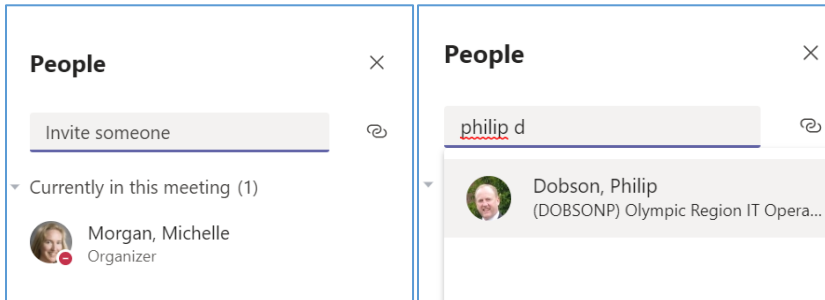 People
Invite someone
Currently in this meeting (1)
Morgan, Michelle
Organizer
People
philip d
Dobson, Philip
(DOBSONP) Olympic Region IT Opera...